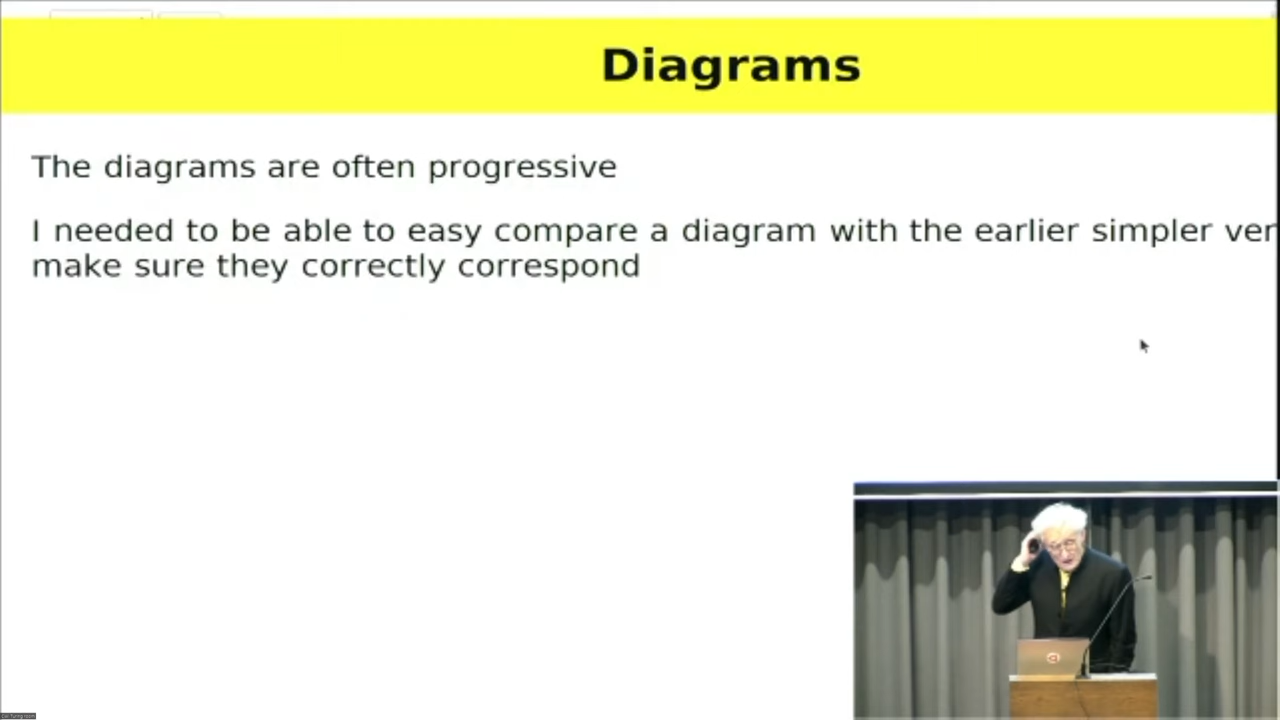 Diagrams
The diagrams are often progressive
I needed to be able to easy compare a diagram with the earlier simpler ver
make sure they correctly correspond